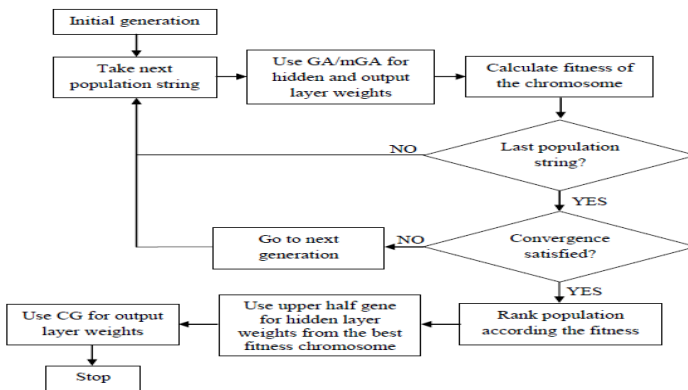 Initial generation
Take next
population string
Use GA/mGA for
hidden and output
layer weights
Calculate fitness of
the chromosome
Last population
string?
NO
YES
Convergence
satisfied?
NO
Go to next
generation
YES
Rank population
according the fitness
Use upper half gene
for hidden layer
weights from the best
fitness chromosome
Use CG for output
layer weights
Stop